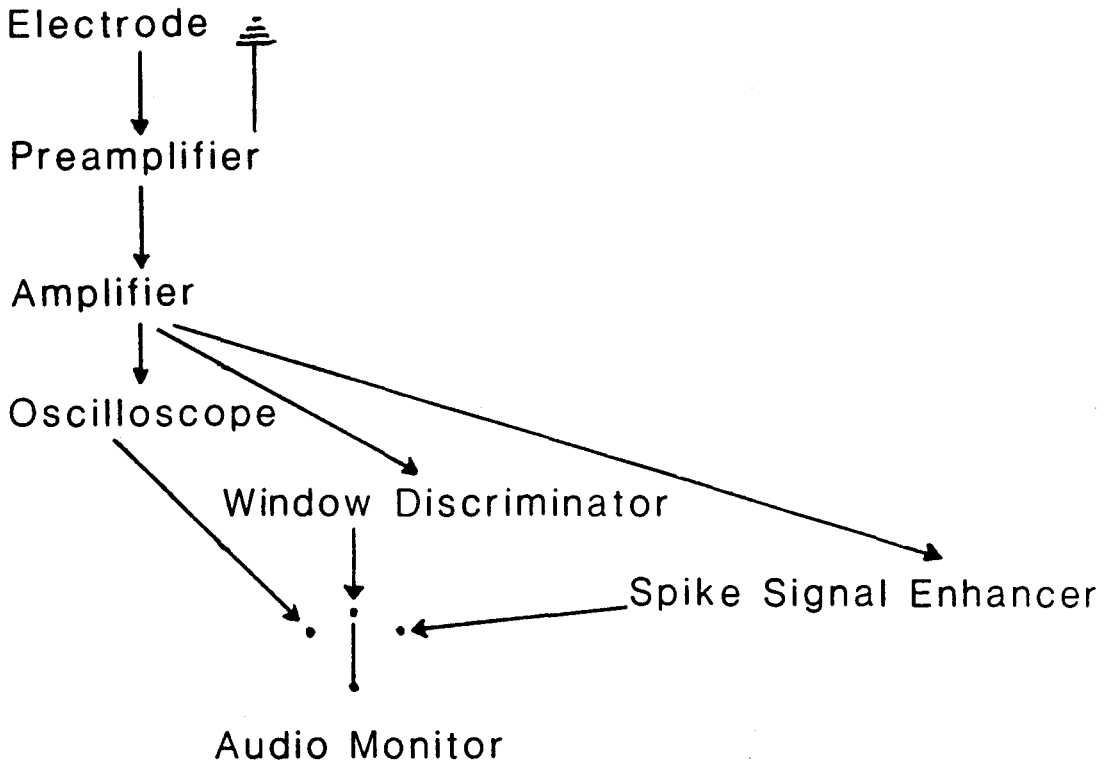 Electrode
Preamplifier
Amplifier
Oscilloscope
Window Discriminator
Spike Signal Enhancer
Audio Monitor